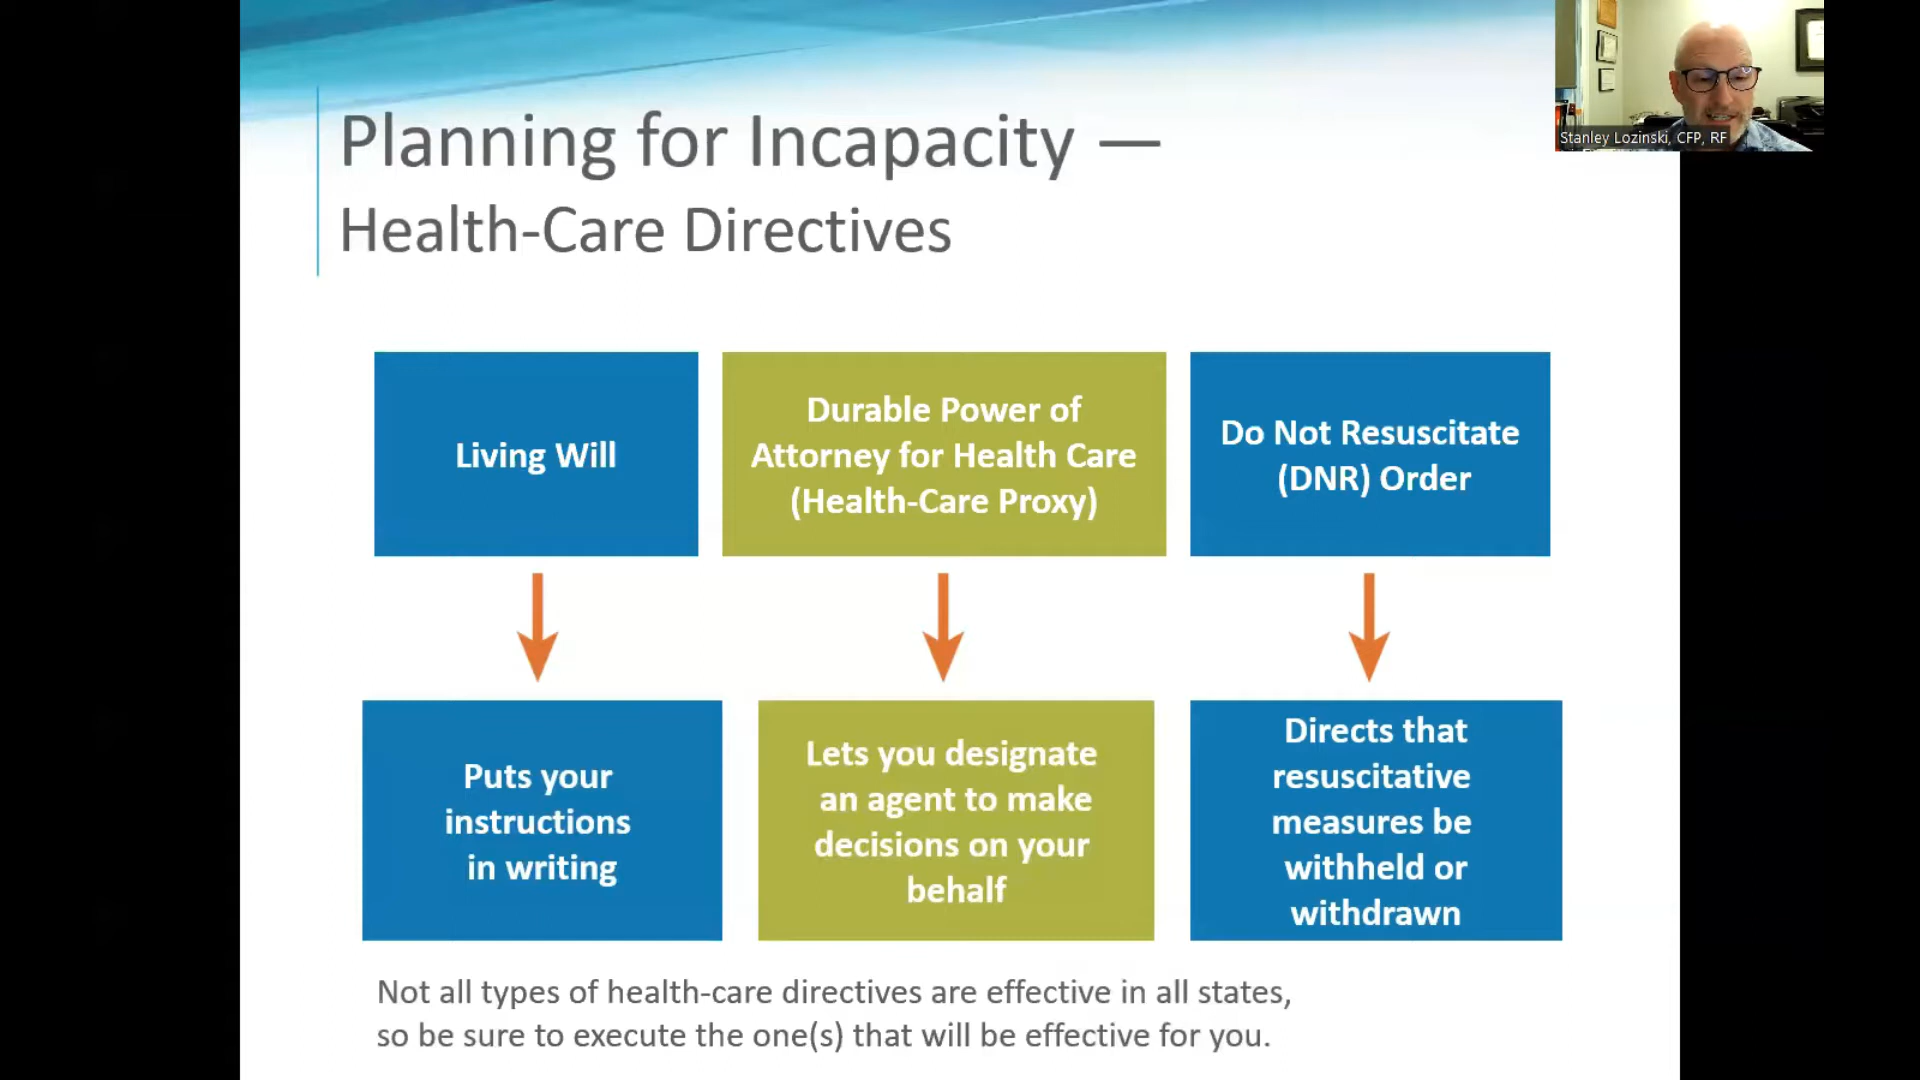 Planning for Incapacity —
Health-Care Directives
Stanley Lozinski, CFP, RF
Living Will
Durable Power of
Attorney for Health Care
(Health-Care Proxy)
Do Not Resuscitate
(DNR) Order
Puts your
instructions
in writing
Lets you designate
an agent to make
decisions on your
behalf
Directs that
resuscitative
measures be
withheld or
withdrawn
Not all types of health-care directives are effective in all states,
so be sure to execute the one(s) that will be effective for you.